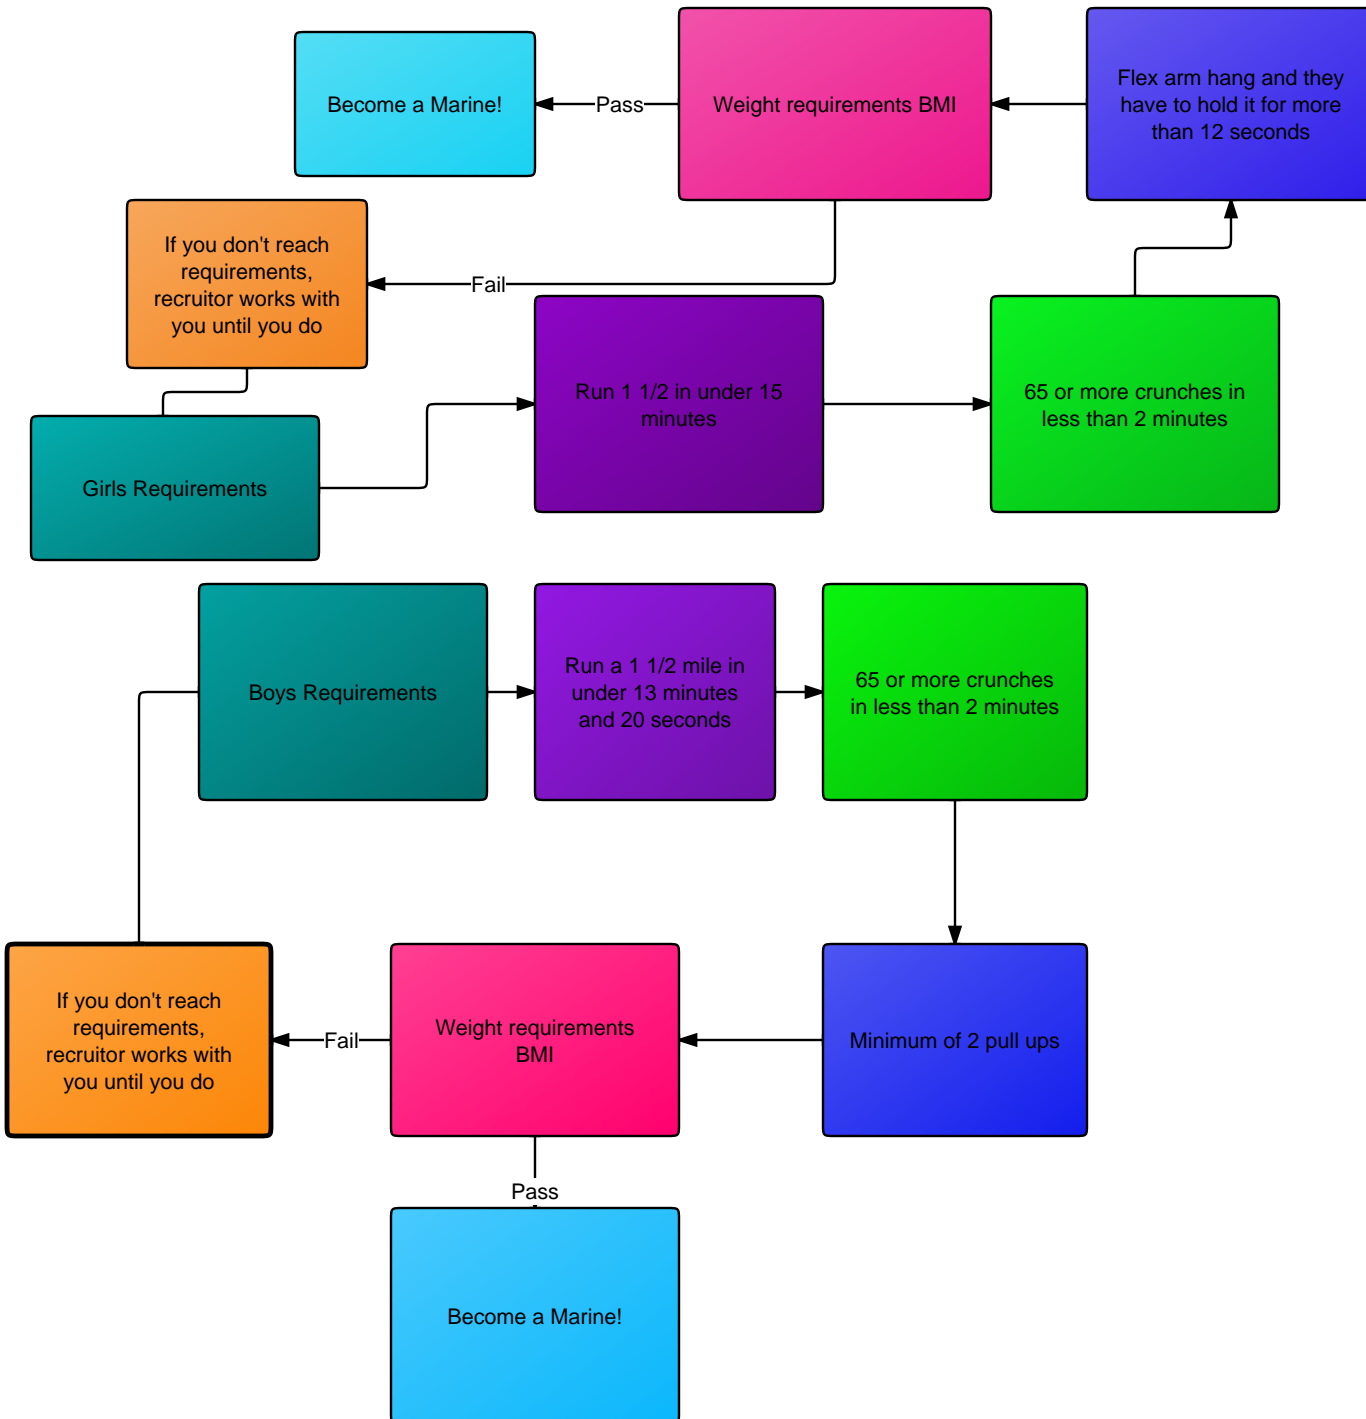 Become a Marine!
Pass
Weight requirements BMI
Flex arm hang and they
have to hold it for more
than 12 seconds
If you don't reach
requirements,
recruitor works with
you until you do
Fail
Girls Requirements
Run 1 1/2 in under 15
minutes
65 or more crunches in
less than 2 minutes
Boys Requirements
Run a 1 1/2 mile in
under 13 minutes
and 20 seconds
65 or more crunches
in less than 2 minutes
If you don't reach
requirements,
recruitor works with
you until you do
Fail
Weight requirements
BMI
Minimum of 2 pull ups
Pass
Become a Marine!